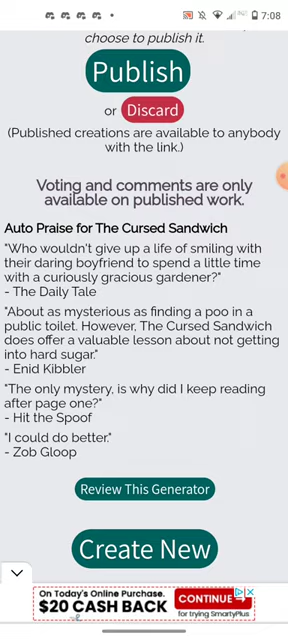 7:08
choose to publish it.
Publish
or Discard
(Published creations are available to anybody
with the link.)
Voting and comments are only
available on published work.
Auto Praise for The Cursed Sandwich
"Who wouldn't give up a life of smiling with
their daring boyfriend to spend a little time
with a curiously gracious gardener?"
- The Daily Tale
"About as mysterious as finding a poo in a
public toilet. However, The Cursed Sandwich
does offer a valuable lesson about not getting
into hard sugar."
- Enid Kibbler
"The only mystery, is why did I keep reading
after page one?"
- Hit the Spoof
"I could do better."
- Zob Gloop
Review This Generator
Create New
On Today's Online Purchase.
$20 CASH BACK
CONTINUE
for trying SmartyPlus